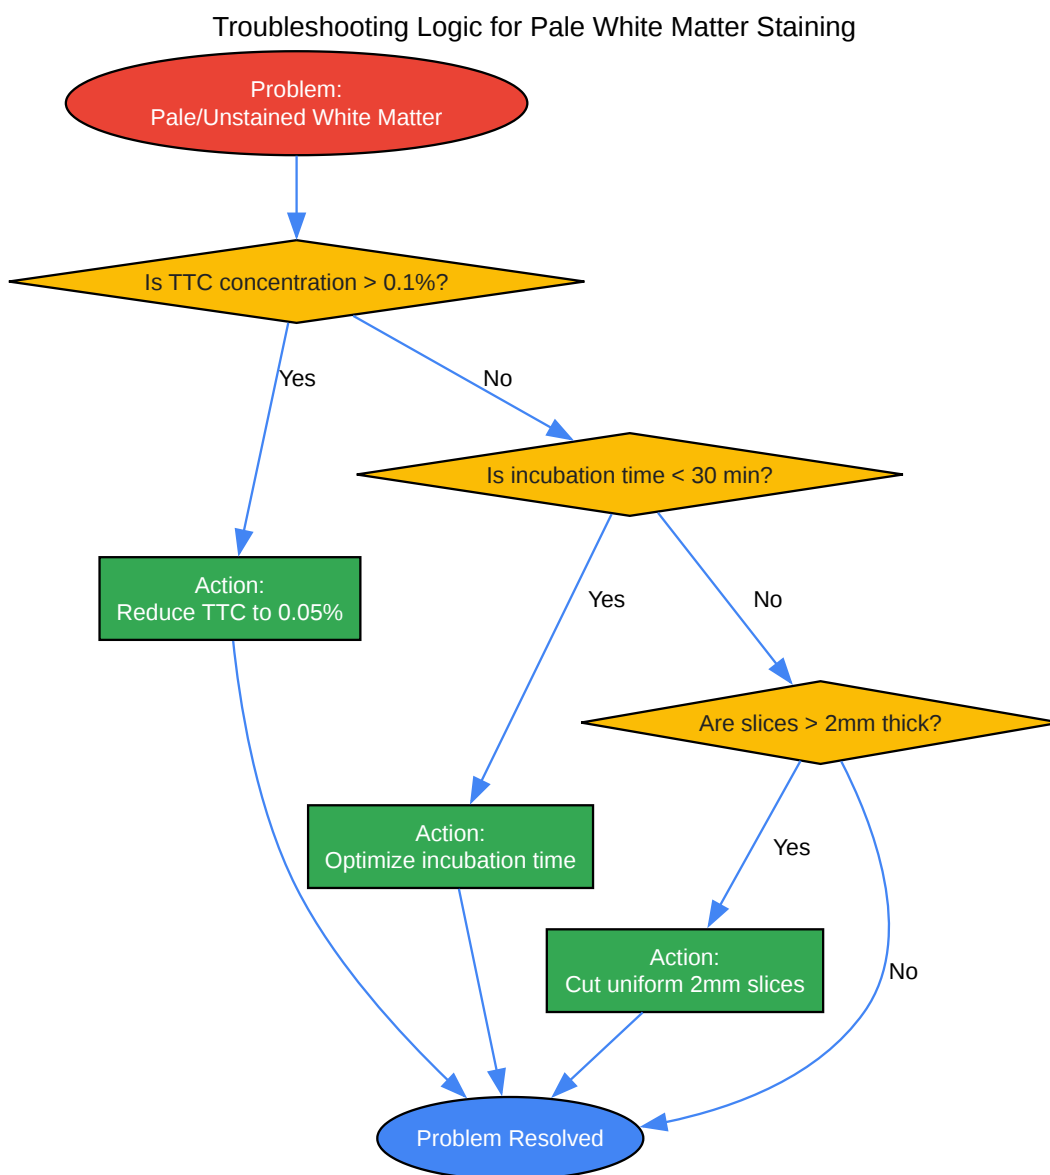 Troubleshooting Logic for Pale White Matter Staining
Problem:
Pale/Unstained White Matter
Is TTC concentration > 0.1%?
Yes
No
Is incubation time < 30 min?
Action:
Reduce TTC to 0.05%
Yes
No
Are slices > 2mm thick?
Action:
Optimize incubation time
Yes
Action:
Cut uniform 2mm slices
No
Problem Resolved